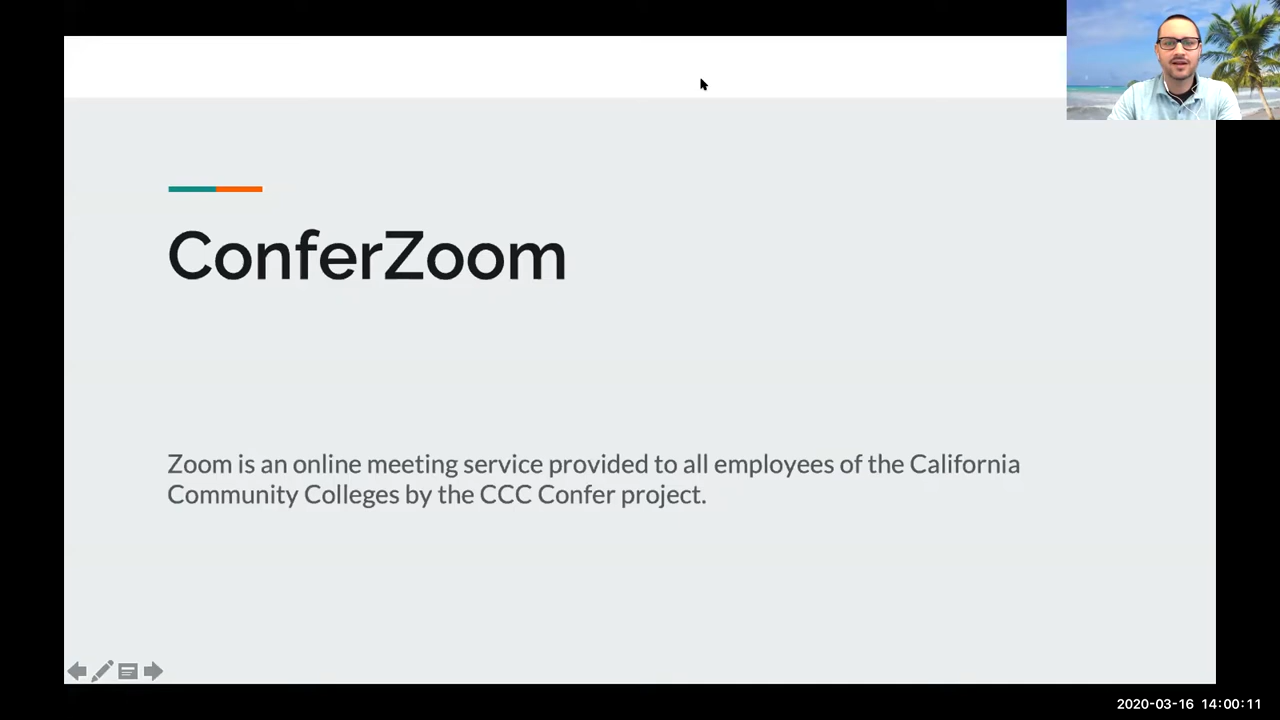 ConferZoom
Zoom is an online meeting service provided to all employees of the California
Community Colleges by the CCC Confer project.
2020-03-16 14:00:11